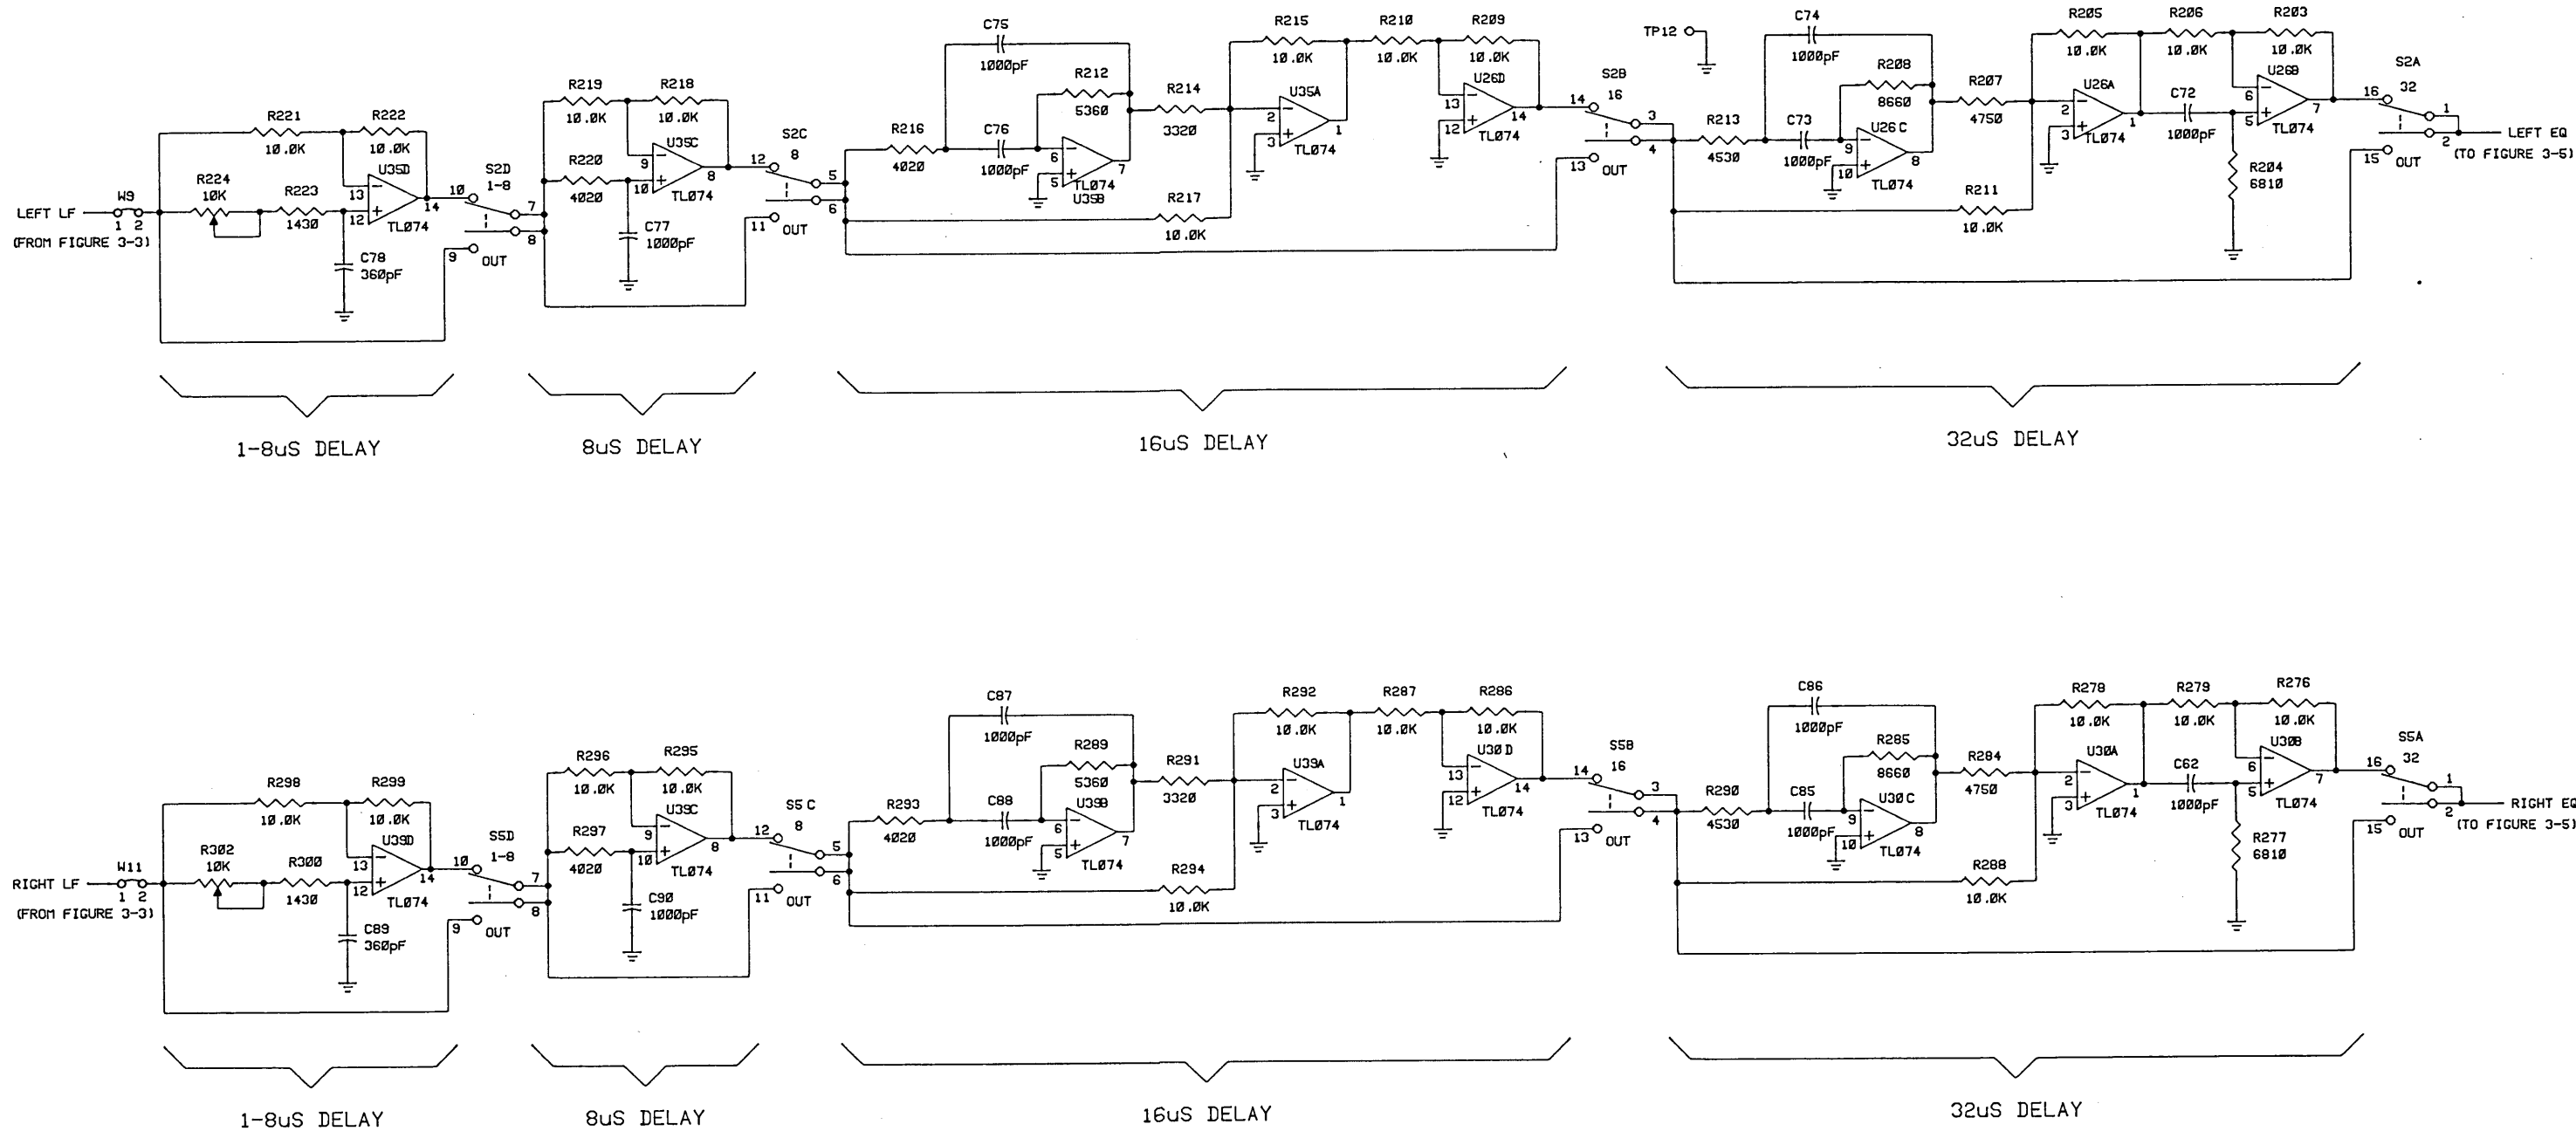 LEFT LF
(FROM FIGURE 3-3)
W9
1 2
R221
10.0K
R222
10.0K
R224
10K
R223
1430
U35D
13
12
14
TL074
C78
360pF
S2D
1-8
10
7
8
9
OUT
R219
10.0K
R218
10.0K
R220
4020
U35C
9
10
8
TL074
C77
1000pF
S2C
8
12
5
6
11
OUT
C75
1000pF
R216
4020
C76
1000pF
R212
5360
6
5
7
TL074
U35B
R214
3320
R217
10.0K
R215
10.0K
U35A
2
3
1
TL074
R210
10.0K
R209
10.0K
U26D
13
12
14
TL074
S2B
16
14
3
4
13
OUT
TP12
C74
1000pF
R213
4530
C73
1000pF
R208
8660
U26C
9
10
8
TL074
R207
4750
R211
10.0K
R205
10.0K
U26A
2
3
1
TL074
R206
10.0K
C72
1000pF
R203
10.0K
U26B
6
5
7
TL074
R204
6810
S2A
32
16
1
2
15
OUT
LEFT EQ
(TO FIGURE 3-5)
1-8uS DELAY
8uS DELAY
16uS DELAY
32uS DELAY
RIGHT LF
(FROM FIGURE 3-3)
W11
1 2
R298
10.0K
R299
10.0K
R302
10K
R300
1430
U39D
13
12
14
TL074
C89
360pF
S5D
1-8
10
7
8
9
OUT
R296
10.0K
R295
10.0K
R297
4020
U39C
9
10
8
TL074
C90
1000pF
S5C
8
12
5
6
11
OUT
C87
1000pF
R293
4020
C88
1000pF
R289
5360
U39B
6
5
7
TL074
R291
3320
R294
10.0K
R292
10.0K
U39A
2
3
1
TL074
R287
10.0K
R286
10.0K
U30D
13
12
14
TL074
S5B
16
14
3
4
13
OUT
C86
1000pF
R290
4530
C85
1000pF
R285
8660
U30C
9
10
8
TL074
R284
4750
R288
10.0K
R278
10.0K
U30A
2
3
1
TL074
R279
10.0K
C62
1000pF
R276
10.0K
U30B
6
5
7
TL074
R277
6810
S5A
32
16
1
2
15
OUT
RIGHT EQ
(TO FIGURE 3-5)
1-8uS DELAY
8uS DELAY
16uS DELAY
32uS DELAY